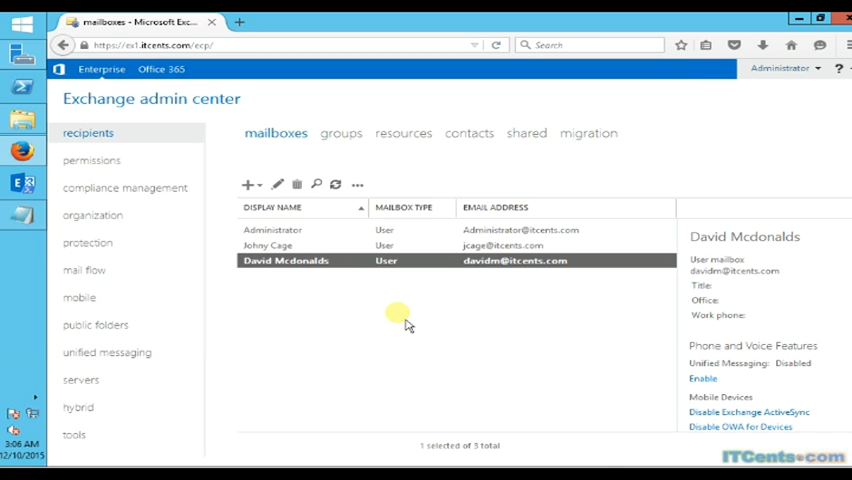 mailboxes - Microsoft Exc...
https://ex1.itcents.com/ecp/
Search
Enterprise Office 365
Administrator ?
Exchange admin center
recipients
permissions
compliance management
organization
protection
mail flow
mobile
public folders
unified messaging
servers
hybrid
tools
mailboxes groups resources contacts shared migration
DISPLAY NAME MAILBOX TYPE EMAIL ADDRESS
Administrator User Administrator@itcents.com
Johny Cage User jcage@itcents.com
David Mcdonalds User davidm@itcents.com
1 selected of 3 total
David Mcdonalds
User mailbox
davidm@itcents.com
Title:
Office:
Work phone:
Phone and Voice Features
Unified Messaging: Disabled
Enable
Mobile Devices
Disable Exchange ActiveSync
Disable OWA for Devices
3:06 AM
12/10/2015
ITCents.com